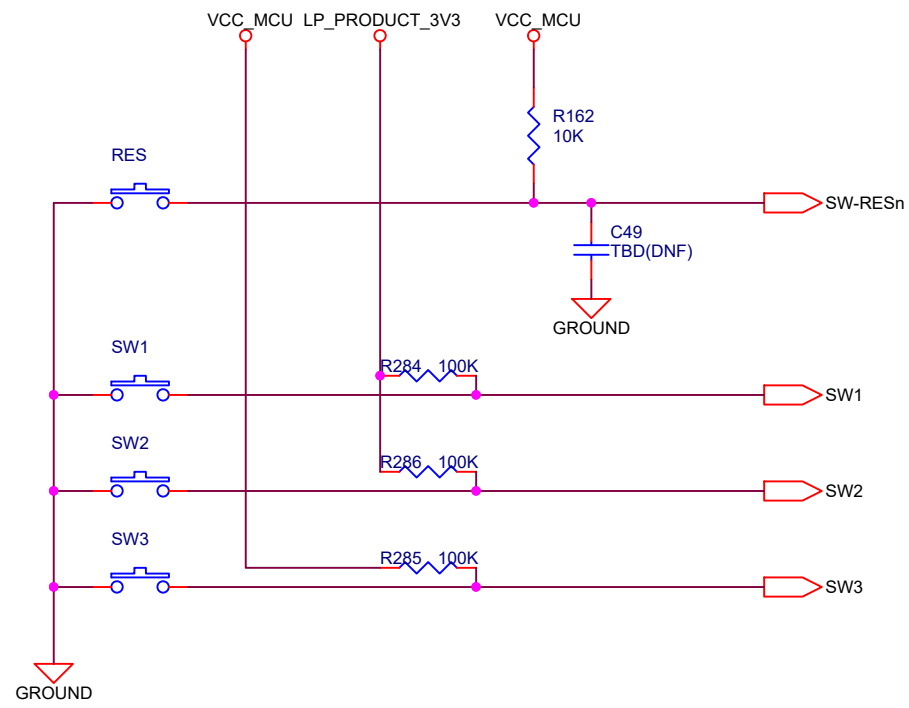 VCC_MCU LP_PRODUCT_3V3 VCC_MCU
R162
10K
RES
SW-RESn
C49
TBD(DNF)
GROUND
SW1
R284 100K
SW1
SW2
R286 100K
SW2
SW3
R285 100K
SW3
GROUND